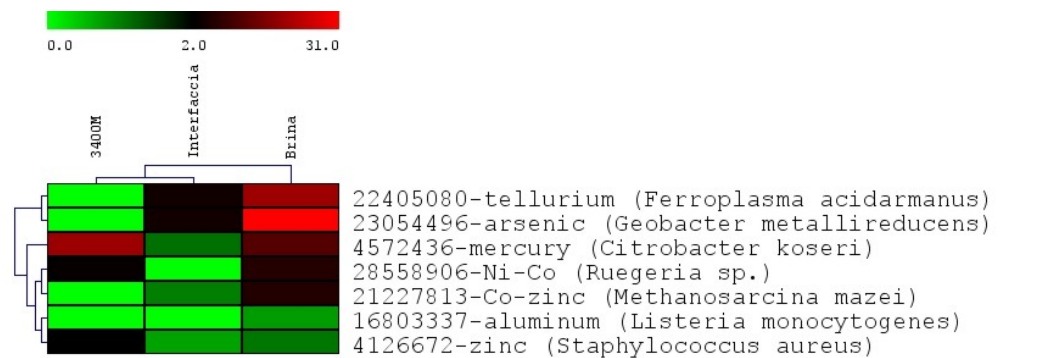 0.0 2.0 31.0
3400M Interfaccia Brina
22405080-tellurium (Ferroplasma acidarmanus)
23054496-arsenic (Geobacter metallireducens)
4572436-mercury (Citrobacter koseri)
28558906-Ni-Co (Ruegeria sp.)
21227813-Co-zinc (Methanosarcina mazei)
16803337-aluminum (Listeria monocytogenes)
4126672-zinc (Staphylococcus aureus)